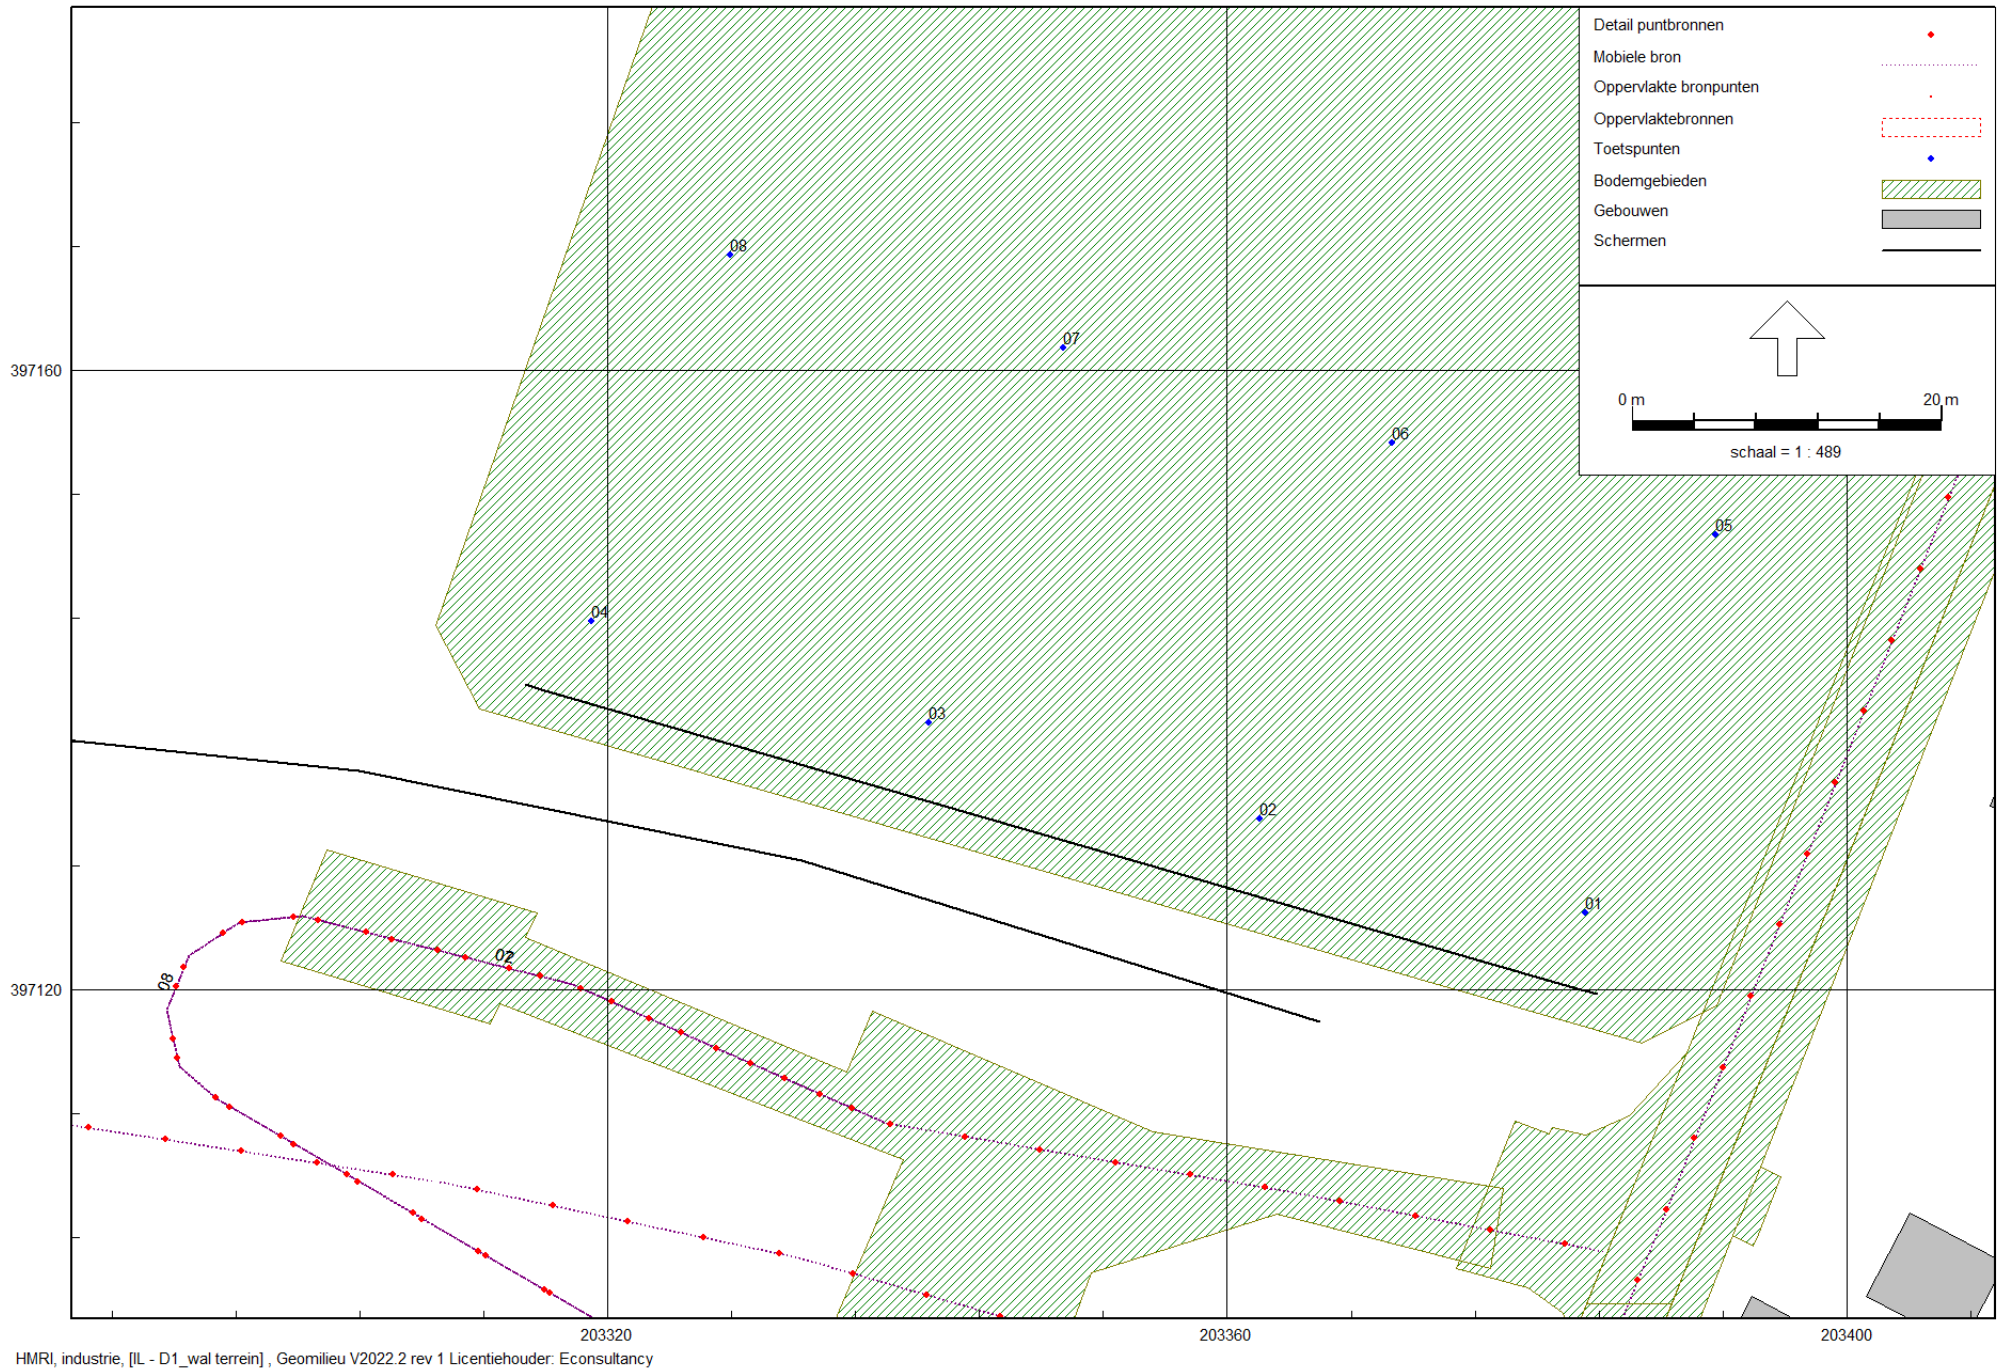 Detail puntbronnen
Mobiele bron
Oppervlakte bronpunten
Oppervlaktebronnen
Toetspunten
Bodemgebieden
Gebouwen
Schermen
0 m 20 m
schaal = 1 : 489
08
07
397160
06
05
04
03
02
01
08
397120
203320 203360 203400
HMRI, industrie, [IL - D1_wal terrein] , Geomilieu V2022.2 rev 1 Licentiehouder: Econsultancy